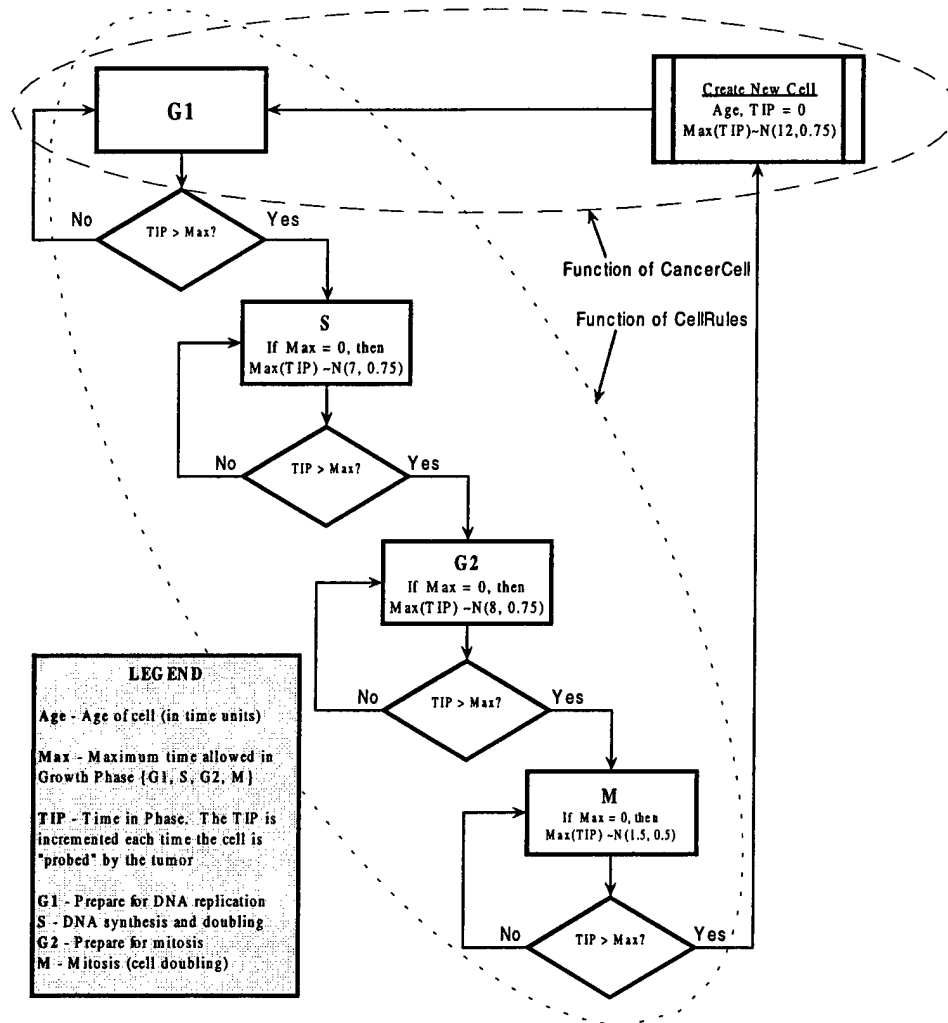 G1
Create New Cell
Age, TIP = 0
Max(TIP)~N(12,0.75)
No
TIP > Max?
Yes
Function of CancerCell
Function of CellRules
S
If Max = 0, then
Max(TIP) ~N(7, 0.75)
No
TIP > Max?
Yes
G2
If Max = 0, then
Max(TIP) ~N(8, 0.75)
No
TIP > Max?
Yes
M
If Max = 0, then
Max(TIP) ~N(1.5, 0.5)
No
TIP > Max?
Yes
LEGEND
Age - Age of cell (in time units)
Max - Maximum time allowed in
Growth Phase {G1, S, G2, M}
TIP - Time in Phase. The TIP is
incremented each time the cell is
"probed" by the tumor
G1 - Prepare for DNA replication
S - DNA synthesis and doubling
G2 - Prepare for mitosis
M - Mitosis (cell doubling)